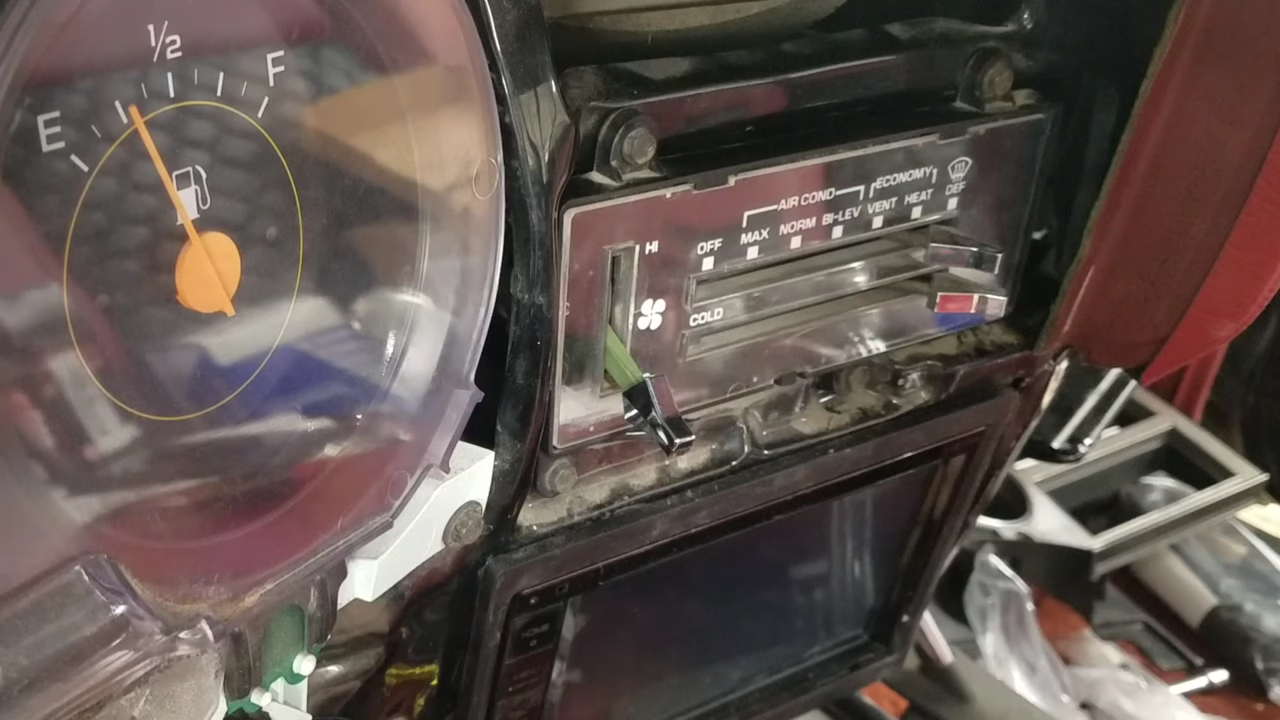 E
1/2
F
HI
OFF
AIR COND
MAX
NORM
BI-LEV
ECONOMY
VENT
HEAT
DEF
COLD